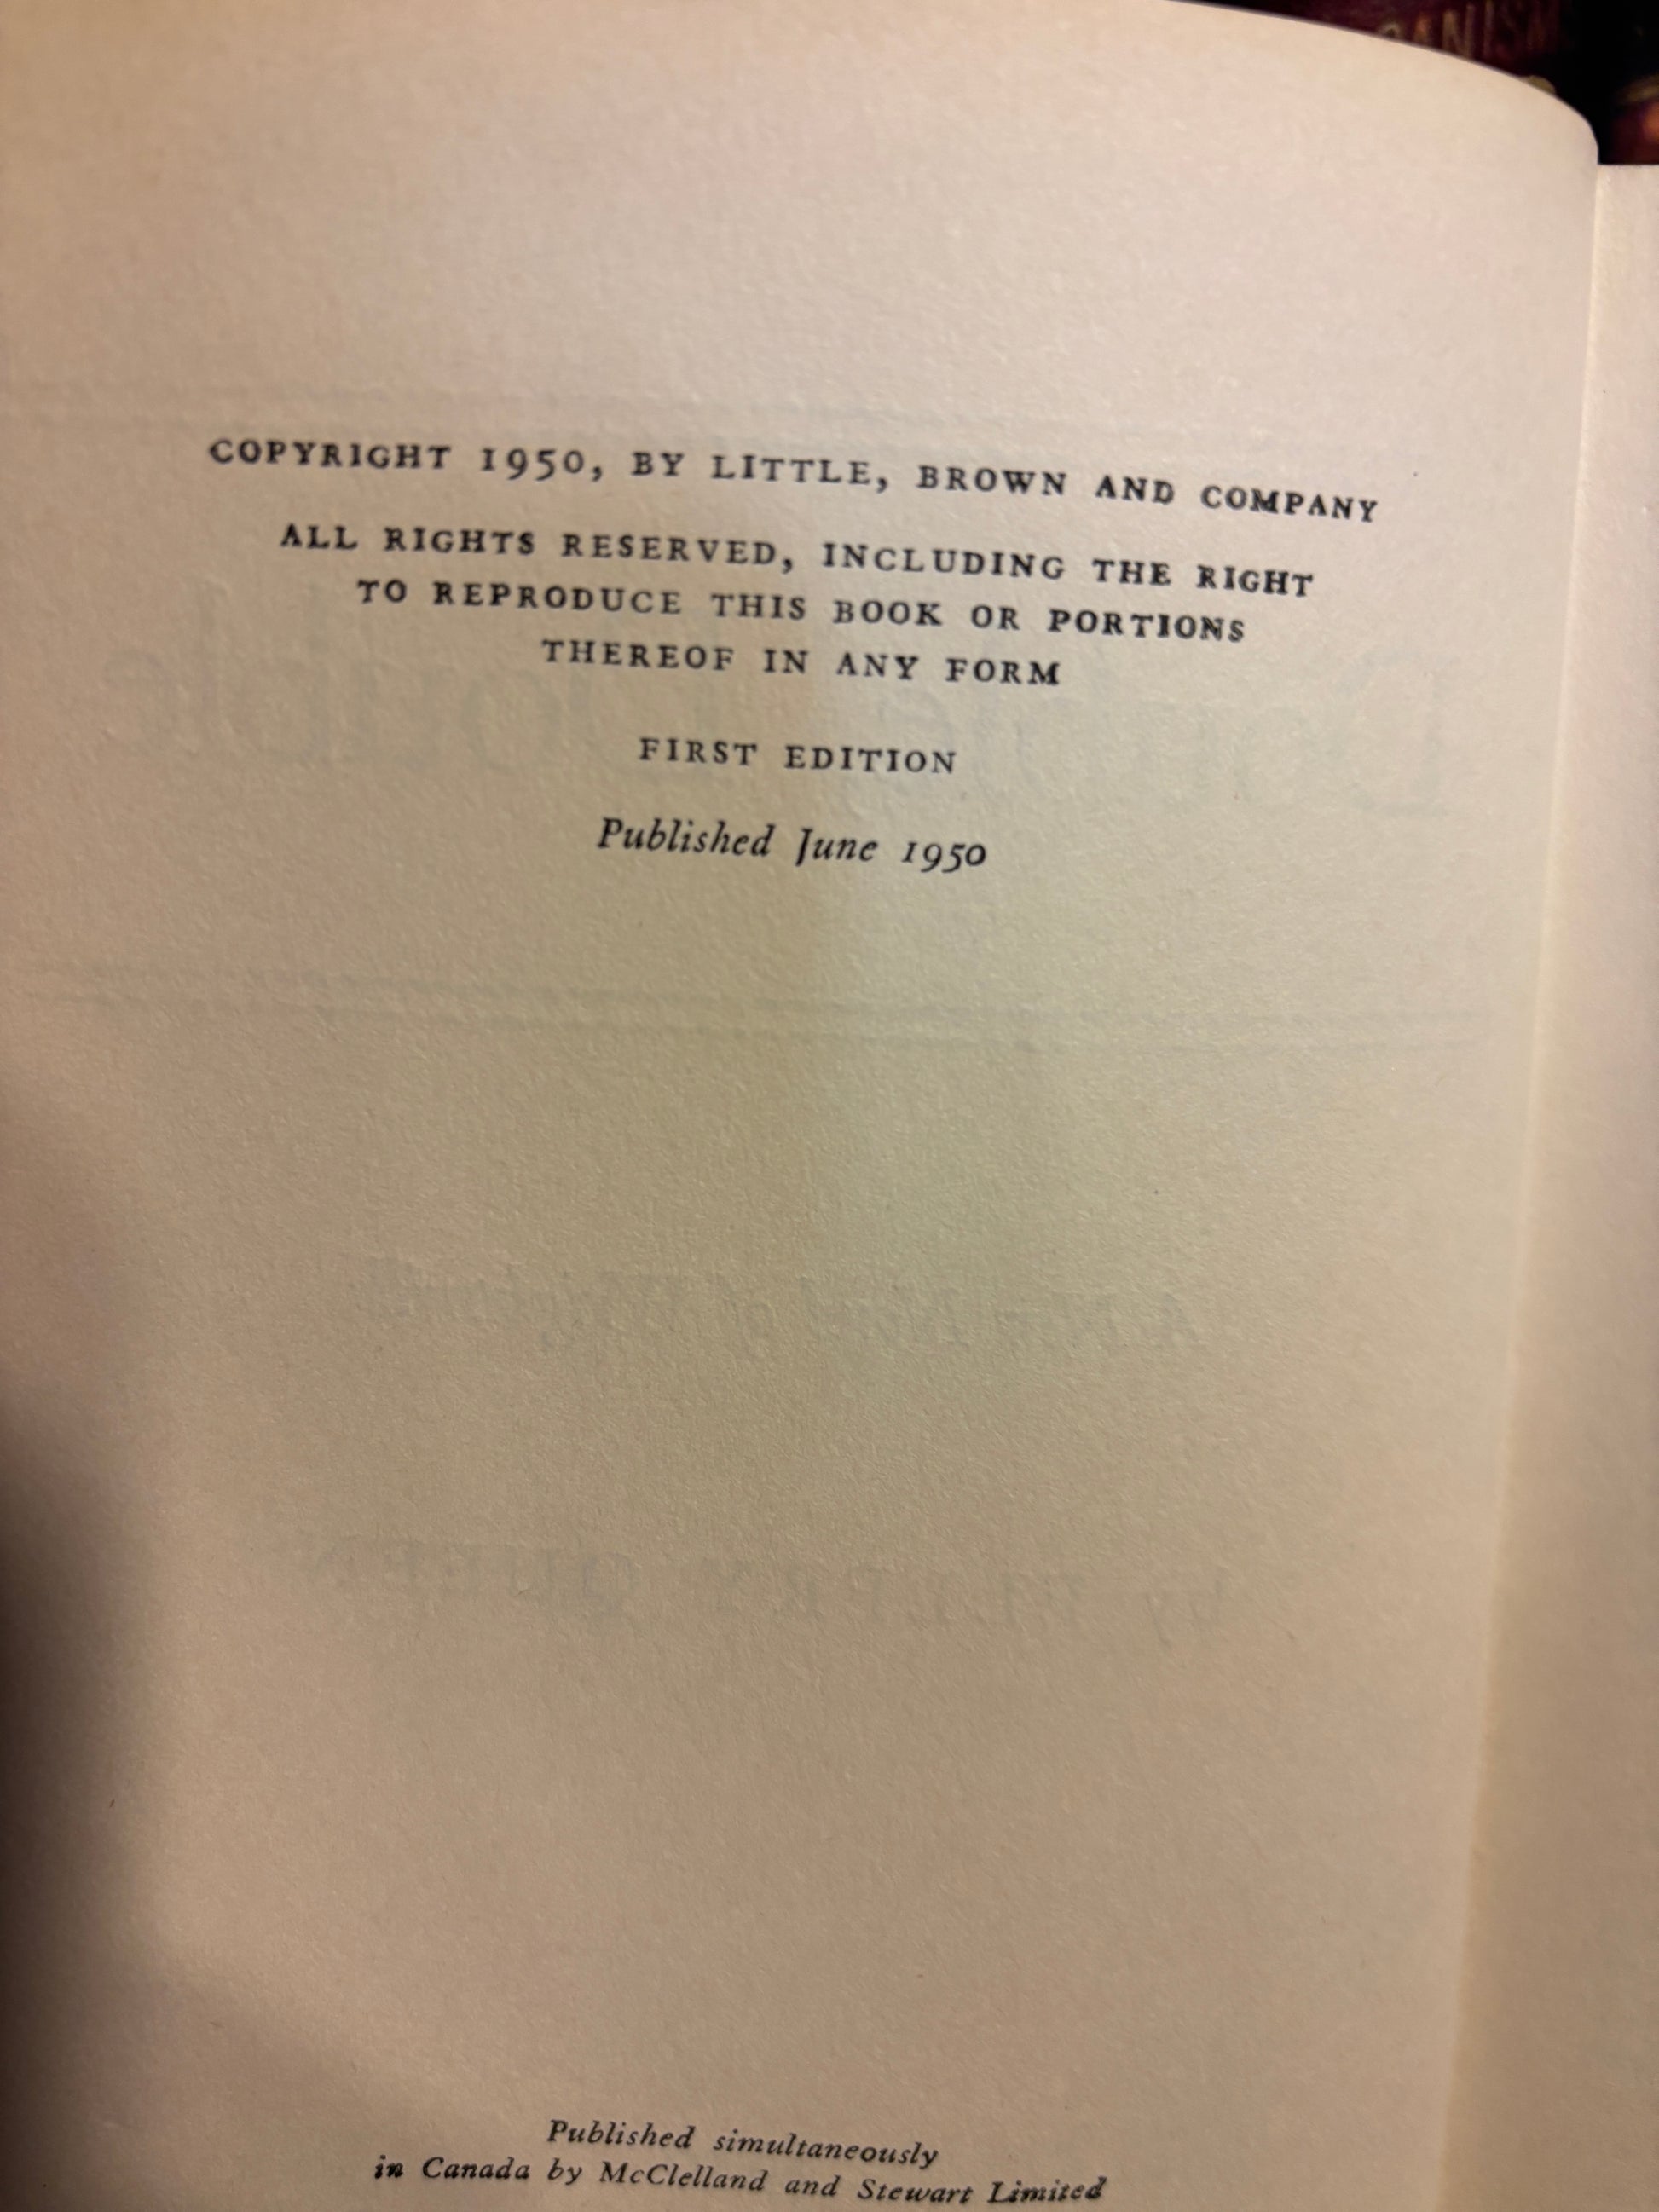 COPYRIGHT 1950, BY LITTLE, BROWN AND COMPANY
ALL RIGHTS RESERVED, INCLUDING THE RIGHT
TO REPRODUCE THIS BOOK OR PORTIONS
THEREOF IN ANY FORM
FIRST EDITION
Published June 1950
Published simultaneously
in Canada by McClelland and Stewart Limited